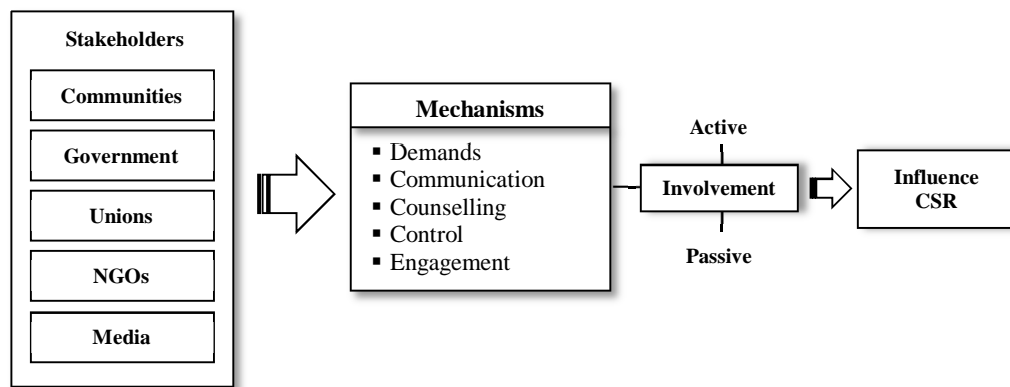 Stakeholders
Communities
Government
Unions
NGOs
Media
Mechanisms
▪ Demands
▪ Communication
▪ Counselling
▪ Control
▪ Engagement
Active
Involvement
Passive
Influence
CSR